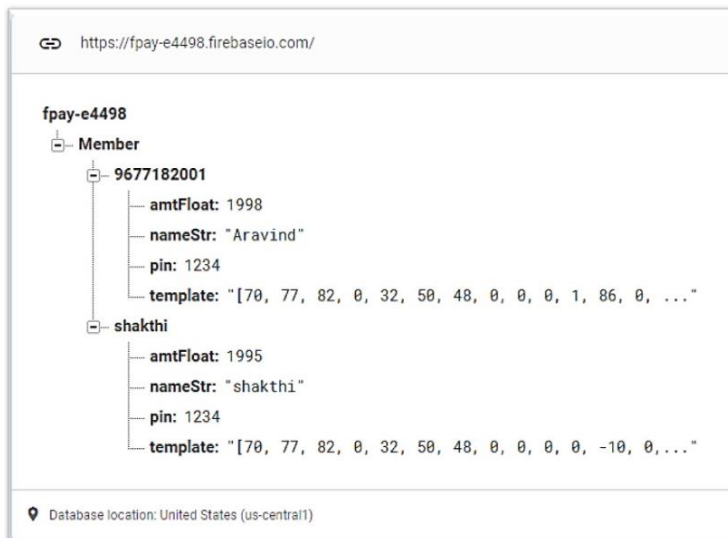 https://fpay-e4498.firebaseio.com/
fpay-e4498
Member
9677182001
amtFloat: 1998
nameStr: "Aravind"
pin: 1234
template: "[70, 77, 82, 0, 32, 50, 48, 0, 0, 0, 1, 86, 0, ..."
shakthi
amtFloat: 1995
nameStr: "shakthi"
pin: 1234
template: "[70, 77, 82, 0, 32, 50, 48, 0, 0, 0, 0, -10, 0,..."
Database location: United States (us-central1)